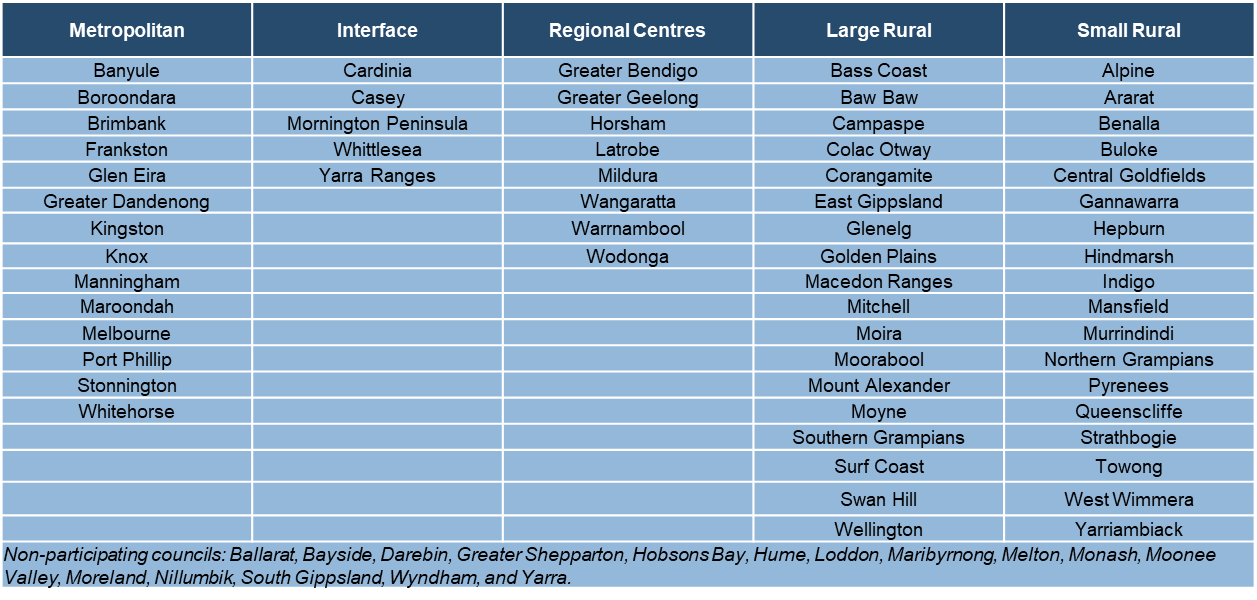 Metropolitan Interface Regional Centres Large Rural Small Rural
Banyule Cardinia Greater Bendigo Bass Coast Alpine
Boroondara Casey Greater Geelong Baw Baw Ararat
Brimbank Mornington Peninsula Horsham Campaspe Benalla
Frankston Whittlesea Latrobe Colac Otway Buloke
Glen Eira Yarra Ranges Mildura Corangamite Central Goldfields
Greater Dandenong Wangaratta East Gippsland Gannawarra
Kingston Warrnambool Glenelg Hepburn
Knox Wodonga Golden Plains Hindmarsh
Manningham Macedon Ranges Indigo
Maroondah Mitchell Mansfield
Melbourne Moira Murrindindi
Port Phillip Moorabool Northern Grampians
Stonnington Mount Alexander Pyrenees
Whitehorse Moyne Queenscliffe
Southern Grampians Strathbogie
Surf Coast Towong
Swan Hill West Wimmera
Wellington Yarriambiack
Non-participating councils: Ballarat, Bayside, Darebin, Greater Shepparton, Hobsons Bay, Hume, Loddon, Maribyrnong, Melton, Monash, Moonee
Valley, Moreland, Nillumbik, South Gippsland, Wyndham, and Yarra.